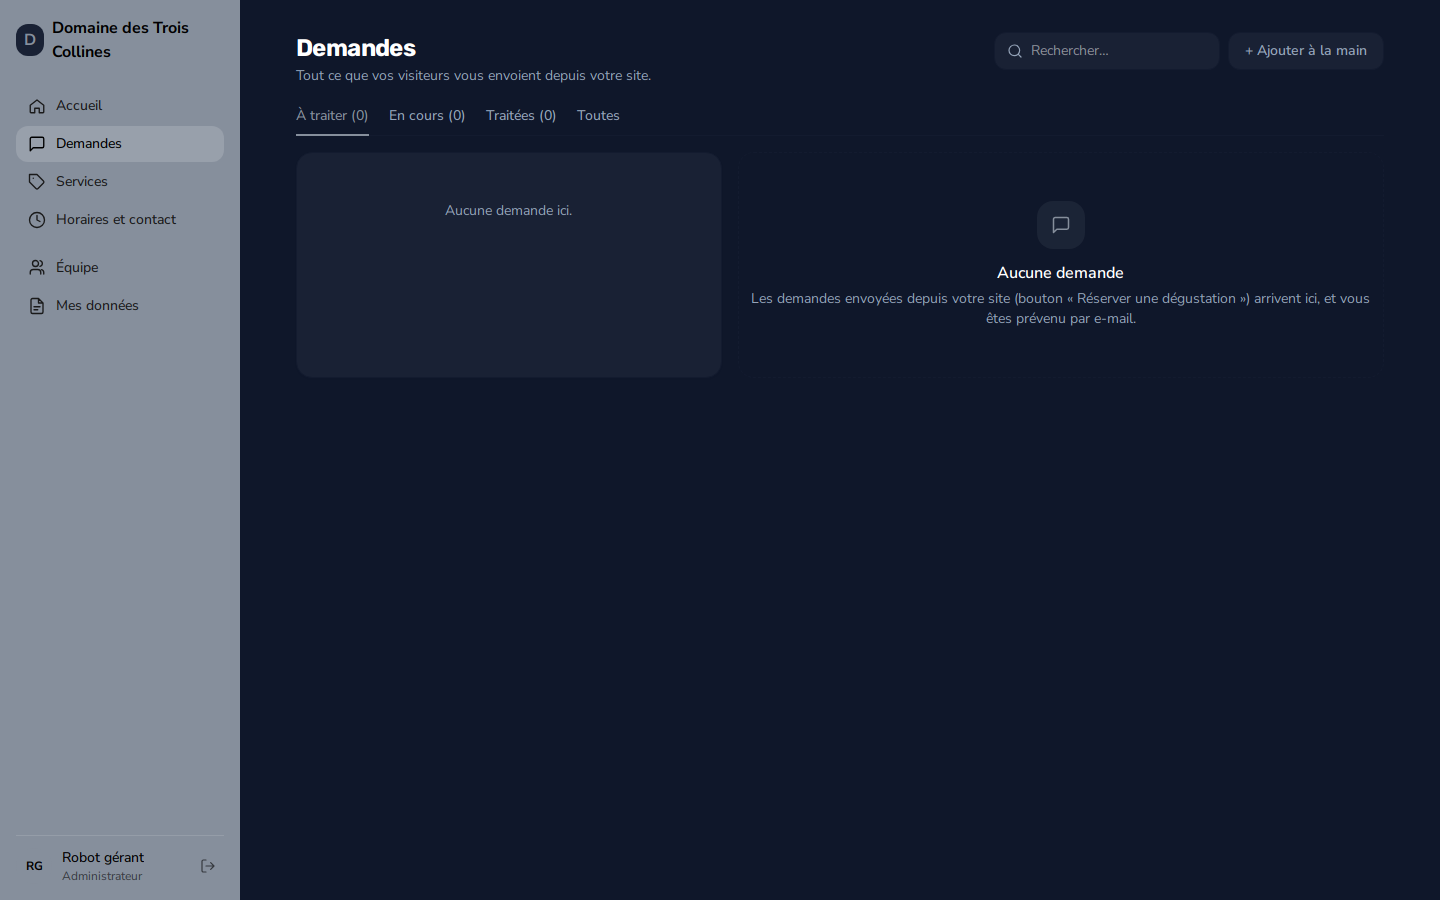 D
Domaine des Trois
Collines
Accueil
Demandes
Services
Horaires et contact
Équipe
Mes données
RG
Robot gérant
Administrateur
Demandes
Tout ce que vos visiteurs vous envoient depuis votre site.
Rechercher...
+ Ajouter à la main
À traiter (0)
En cours (0)
Traitées (0)
Toutes
Aucune demande ici.
Aucune demande
Les demandes envoyées depuis votre site (bouton « Réserver une dégustation ») arrivent ici, et vous
êtes prévenu par e-mail.